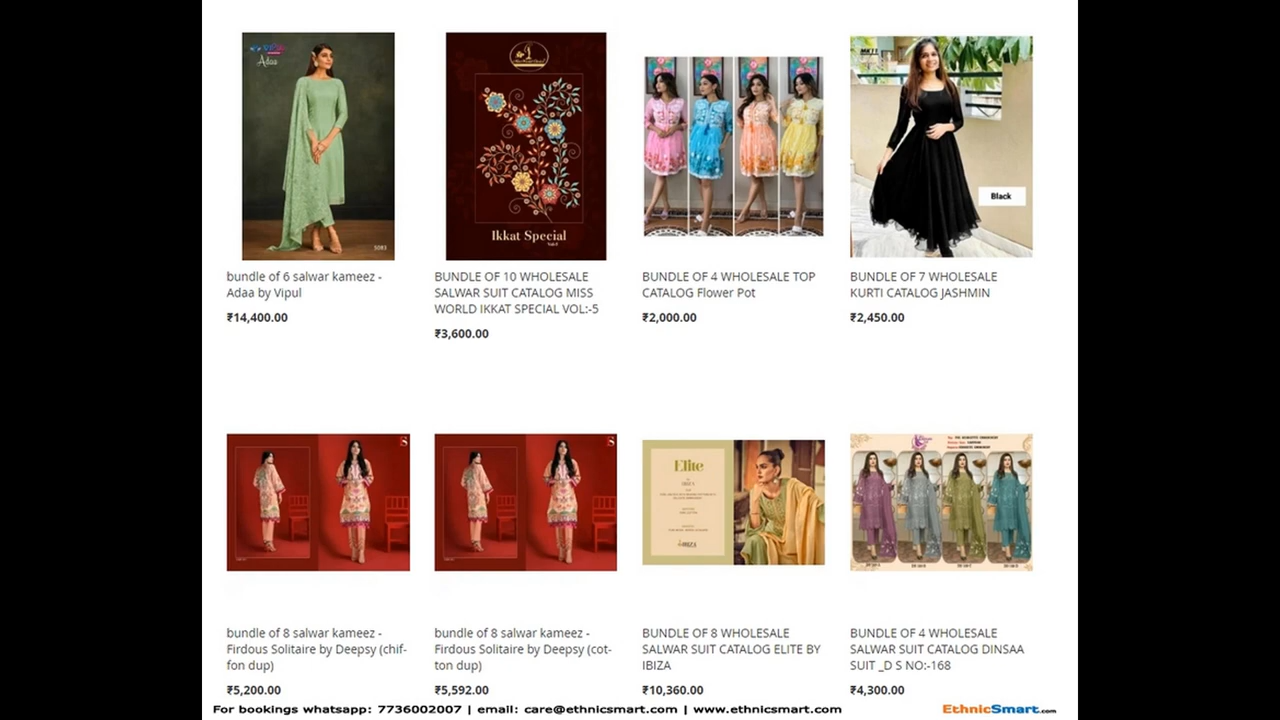 Adaa
5083
Ikkat Special
Vol-5
MK11
Black
bundle of 6 salwar kameez -
Adaa by Vipul
₹14,400.00
BUNDLE OF 10 WHOLESALE
SALWAR SUIT CATALOG MISS
WORLD IKKAT SPECIAL VOL:-5
₹3,600.00
BUNDLE OF 4 WHOLESALE TOP
CATALOG Flower Pot
₹2,000.00
BUNDLE OF 7 WHOLESALE
KURTI CATALOG JASHMIN
₹2,450.00
S
S
Elite
IBIZA
bundle of 8 salwar kameez -
Firdous Solitaire by Deepsy (chif-
fon dup)
₹5,200.00
bundle of 8 salwar kameez -
Firdous Solitaire by Deepsy (cot-
ton dup)
₹5,592.00
BUNDLE OF 8 WHOLESALE
SALWAR SUIT CATALOG ELITE BY
IBIZA
₹10,360.00
BUNDLE OF 4 WHOLESALE
SALWAR SUIT CATALOG DINSAA
SUIT _D S NO:-168
₹4,300.00
For bookings whatsapp: 7736002007 | email: care@ethnicsmart.com | www.ethnicsmart.com
EthnicSmart.com